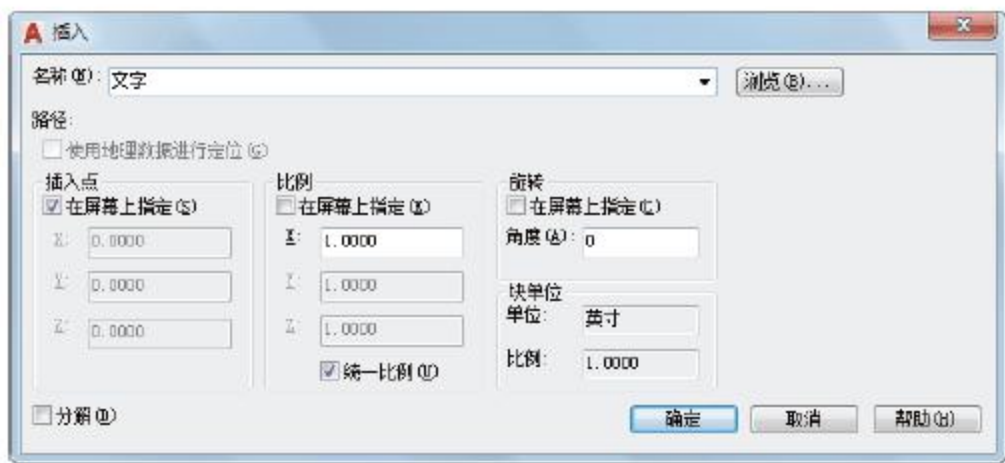 插入
名称(N): 文字 浏览(B)...
路径:
使用地理数据进行定位(G)
插入点 比例 旋转
在屏幕上指定(S) 在屏幕上指定(E) 在屏幕上指定(C)
X: 0.0000 X: 1.0000 角度(A): 0
Y: 0.0000 Y: 1.0000 块单位
单位: 英寸
Z: 0.0000 Z: 1.0000
比例: 1.0000
统一比例(U)
分解(D) 确定 取消 帮助(H)